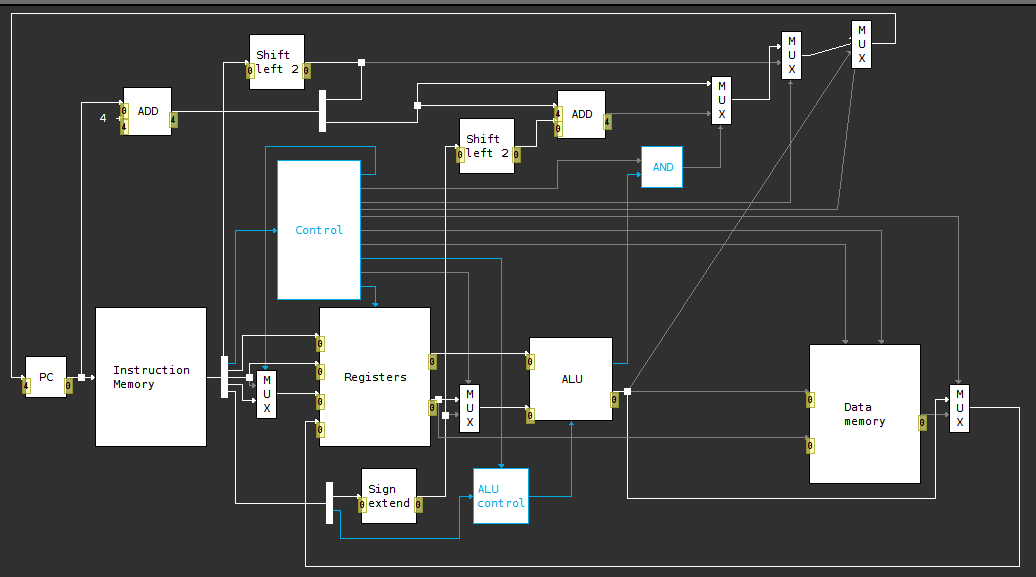 M
U
X
M
U
X
Shift
left 2
0
0
M
U
X
ADD
0
4
4
4
ADD
4
0
4
Shift
left 2
0
0
AND
Control
Instruction
Memory
PC
4
0
M
U
X
Registers
0
0
0
0
0
0
M
U
X
ALU
0
0
0
Data
memory
0
0
0
M
U
X
Sign
extend
0
0
ALU
control